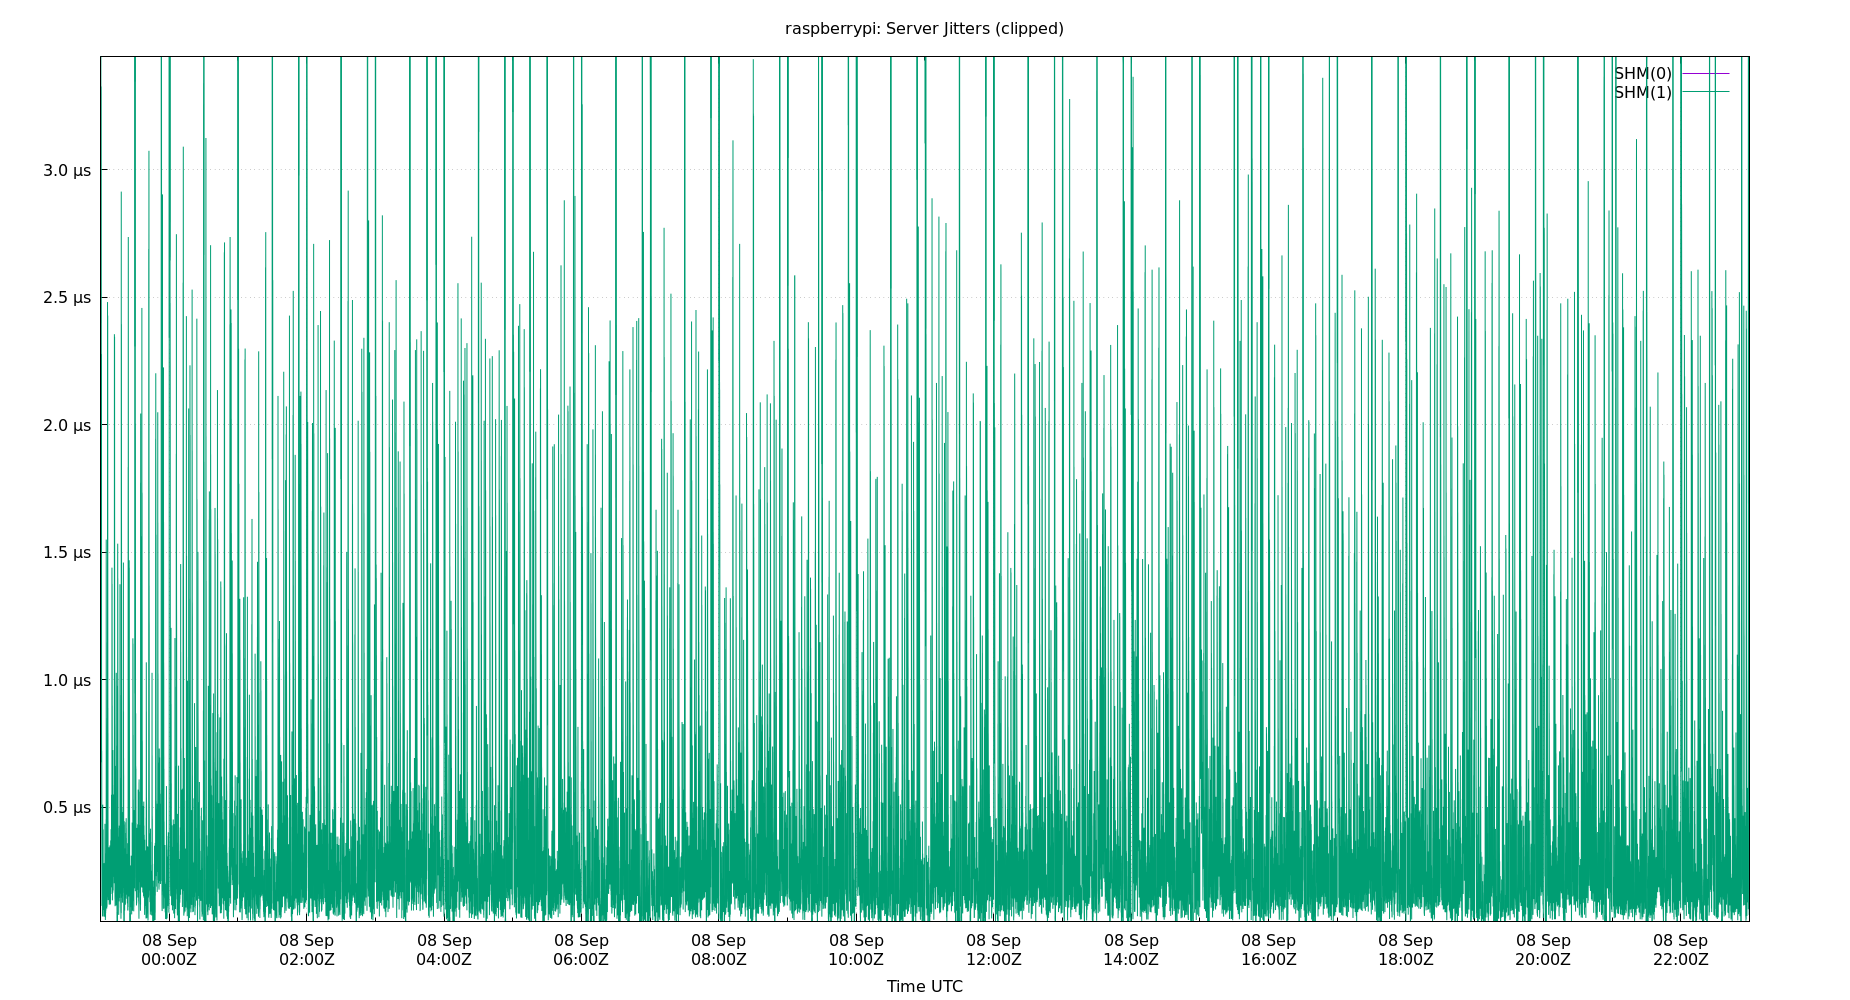 raspberrypi: Server Jitters (clipped)
SHM(0)
SHM(1)
3.0 µs
2.5 µs
2.0 µs
1.5 µs
1.0 µs
0.5 µs
08 Sep 08 Sep 08 Sep 08 Sep 08 Sep 08 Sep 08 Sep 08 Sep 08 Sep 08 Sep 08 Sep 08 Sep
00:00Z 02:00Z 04:00Z 06:00Z 08:00Z 10:00Z 12:00Z 14:00Z 16:00Z 18:00Z 20:00Z 22:00Z
Time UTC